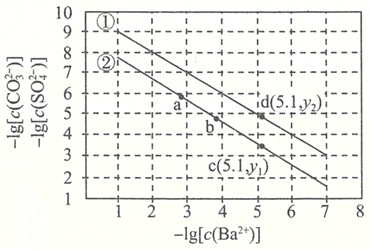 10
9
8
7
6
5
4
3
2
1
①
②
a
b
d(5.1,y₂)
c(5.1,y₁)
-lg[c(CO₃²⁻)]
-lg[c(SO₄²⁻)]
0 1 2 3 4 5 6 7 8
-lg[c(Ba²⁺)]